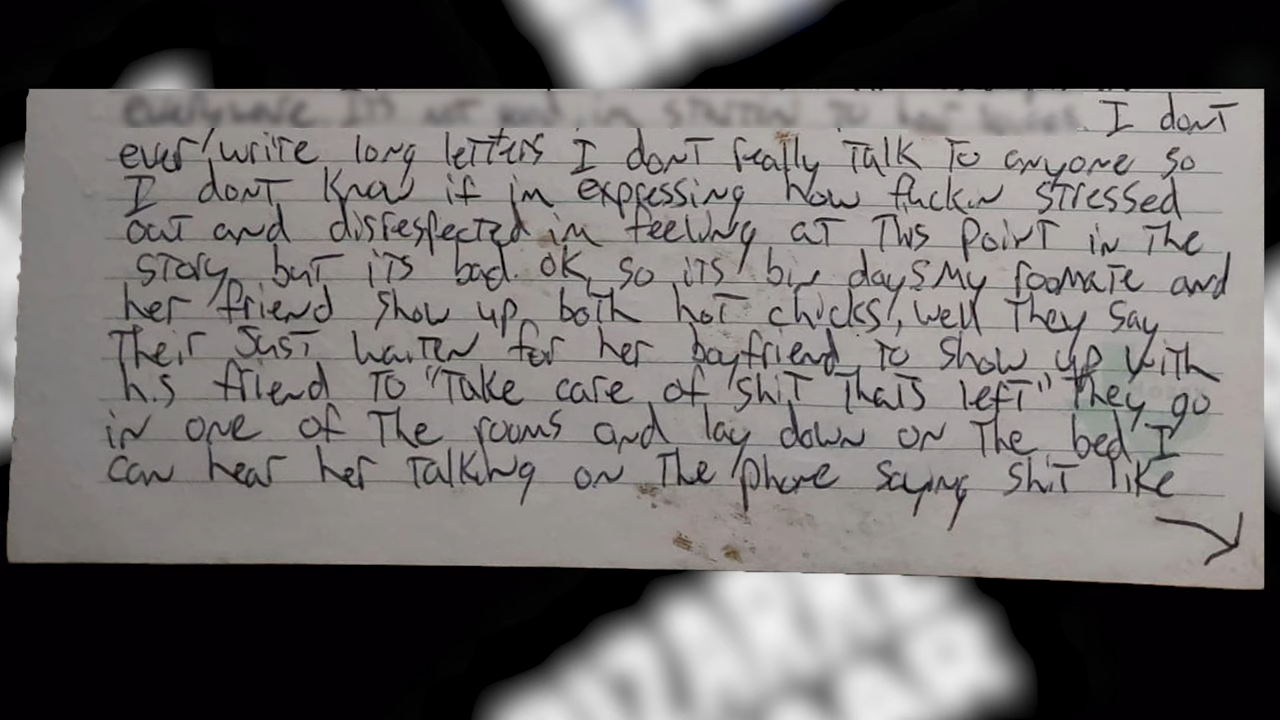 I dont
ever write long letters I dont really talk to anyone so
I dont know if im expressing how fuckin stressed
out and disrespected im feeling at this point in the
story, but its bad. OK, so its days my roomate and
her friend show up, both hot chicks, well they say
their just waiten for her boyfriend to show up with
his friend to "take care of shit thats left" they go
in one of the rooms and lay down on the bed I
can hear her talking on the phone saying shit like